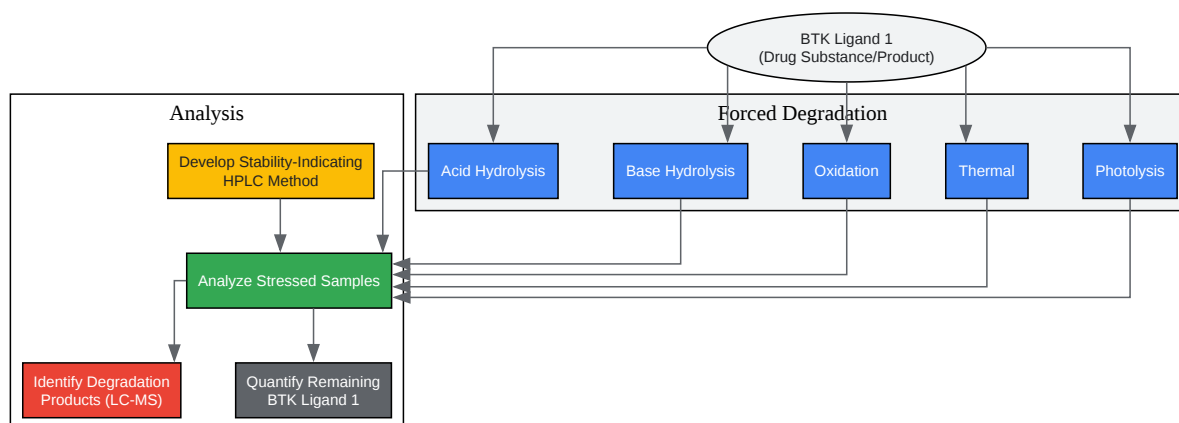 BTK Ligand 1
(Drug Substance/Product)
Analysis
Forced Degradation
Develop Stability-Indicating
HPLC Method
Acid Hydrolysis
Base Hydrolysis
Oxidation
Thermal
Photolysis
Analyze Stressed Samples
Identify Degradation
Products (LC-MS)
Quantify Remaining
BTK Ligand 1